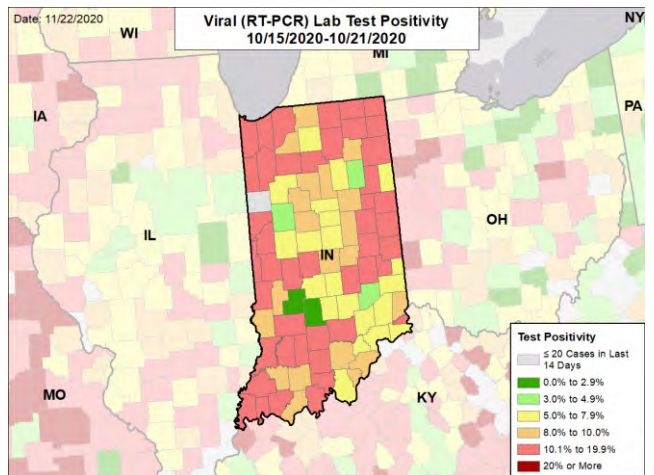 Date: 11/22/2020
Viral (RT-PCR) Lab Test Positivity
10/15/2020-10/21/2020
NY
WI
MI
IA
PA
IL
IN
OH
MO
KY
Test Positivity
≤ 20 Cases in Last
14 Days
0.0% to 2.9%
3.0% to 4.9%
5.0% to 7.9%
8.0% to 10.0%
10.1% to 19.9%
20% or More